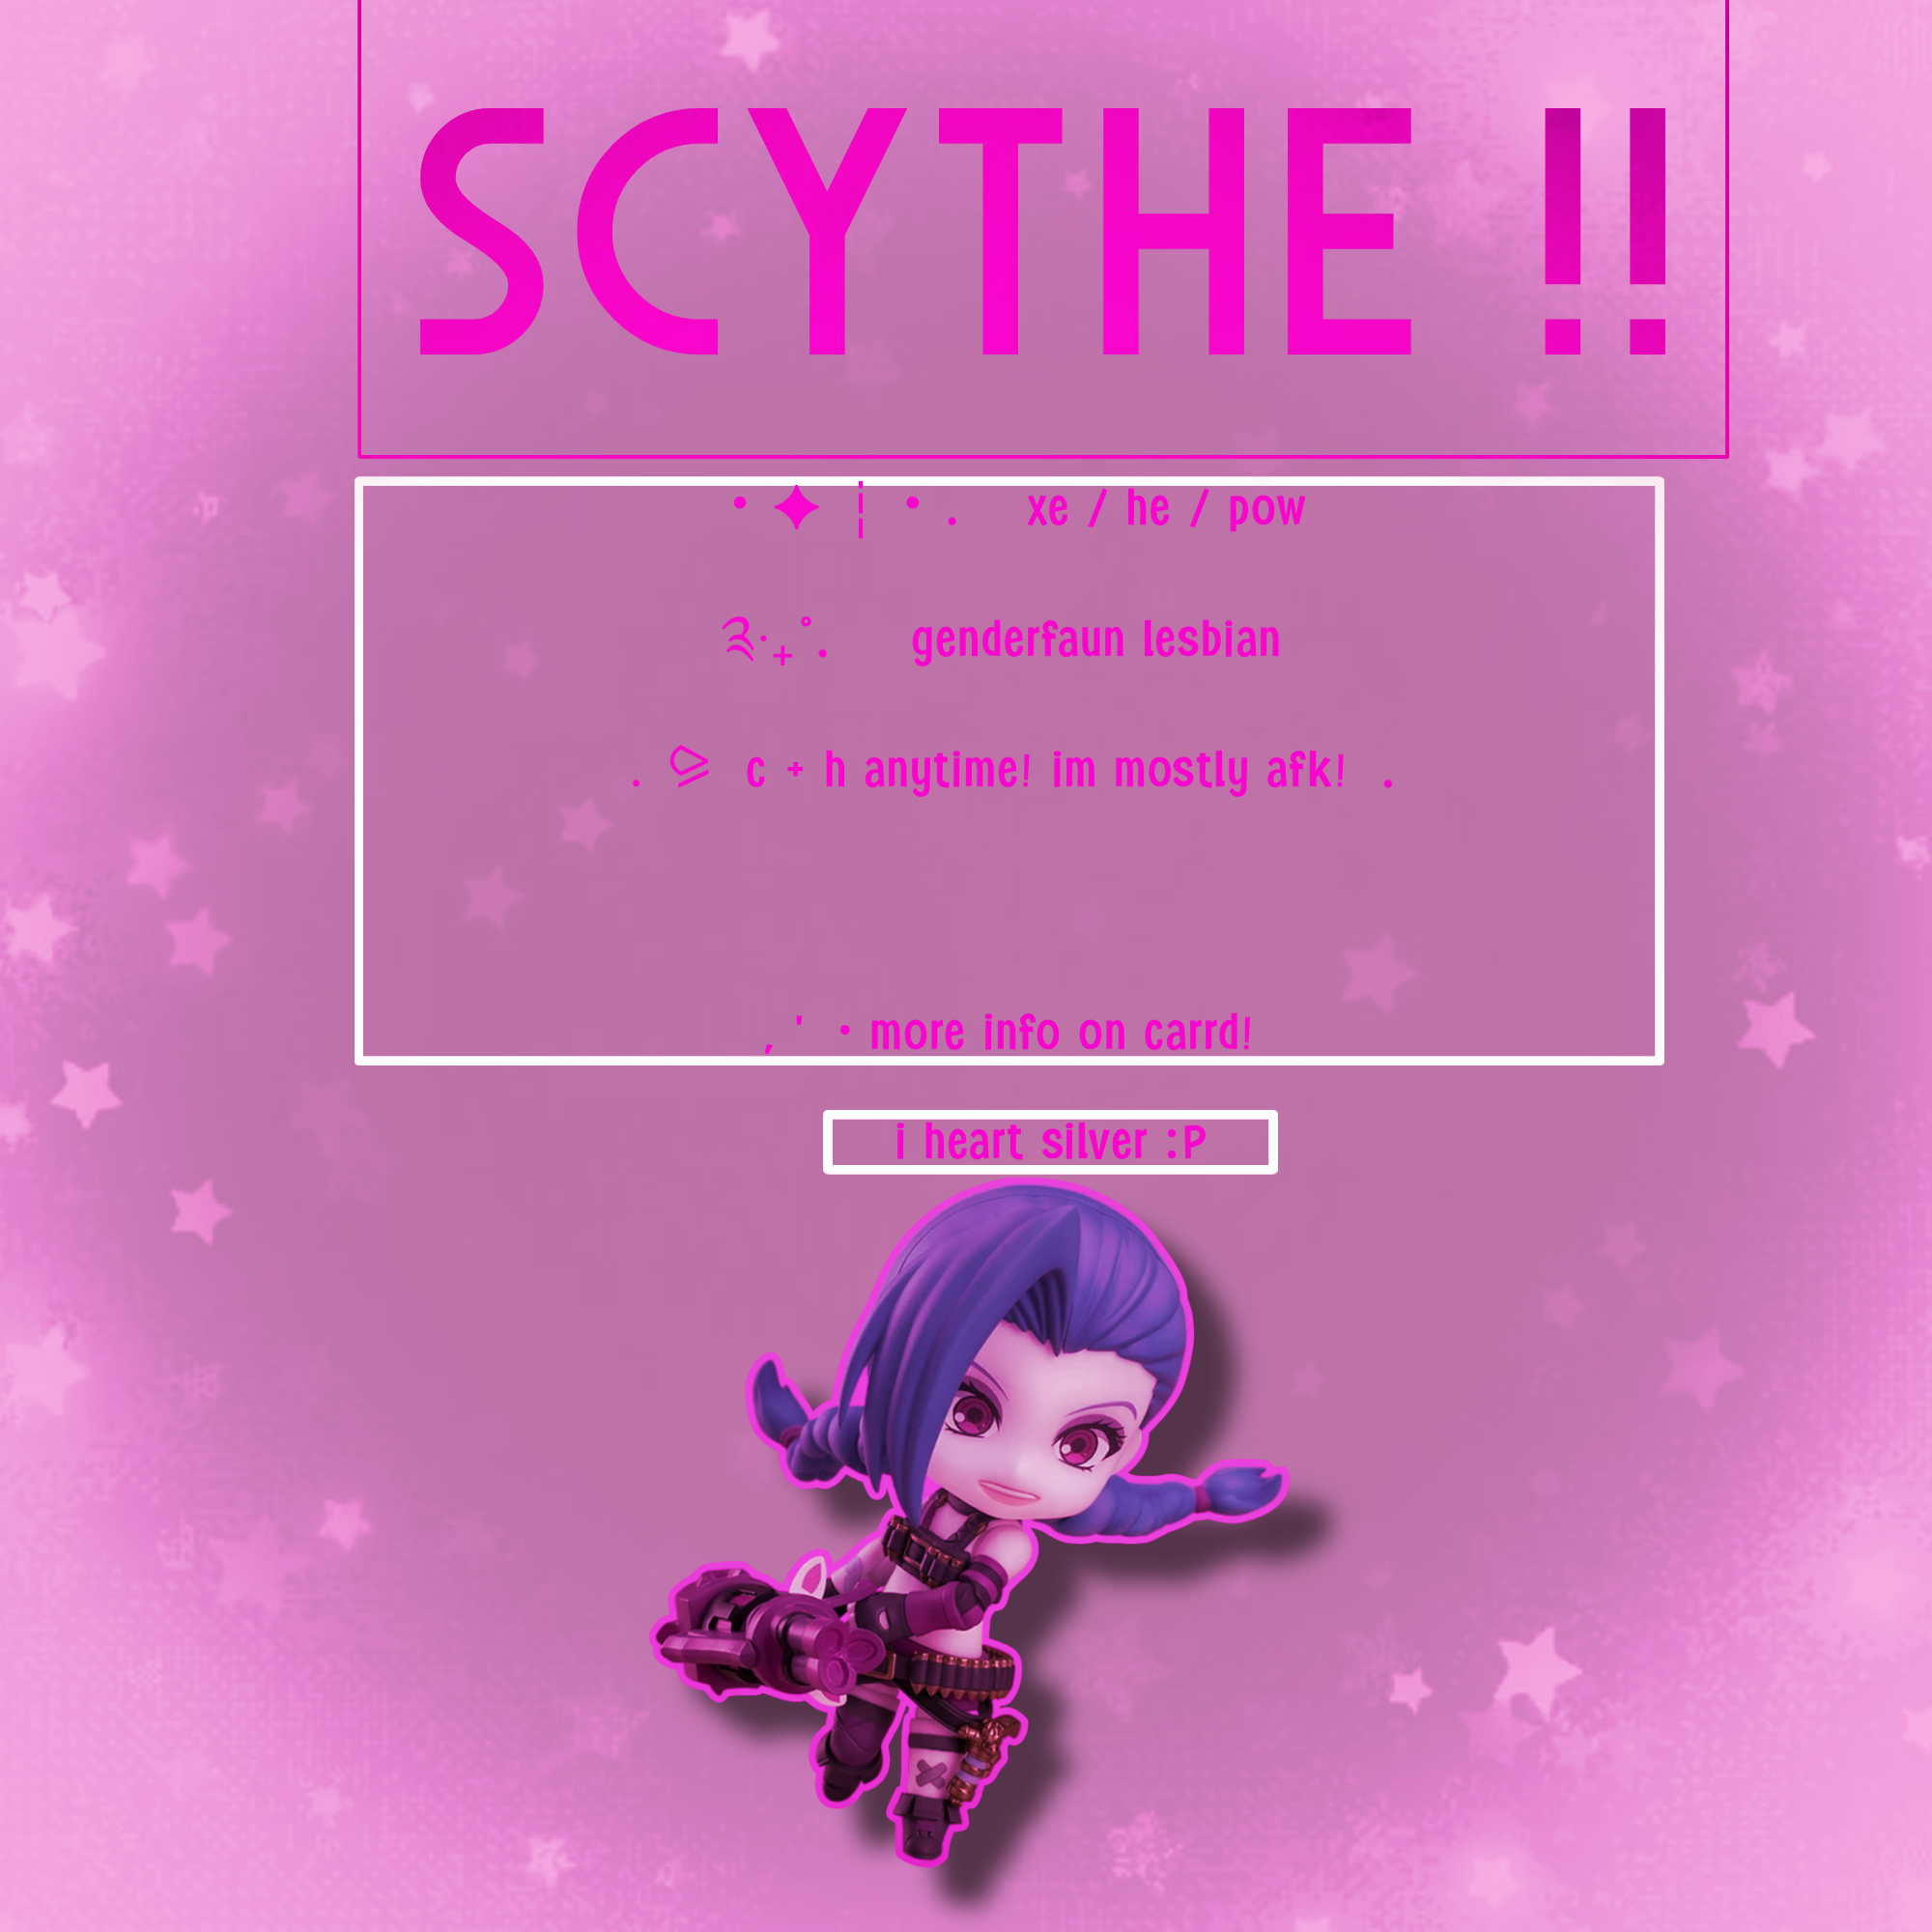 SCYTHE !!
• ✦ ┆ • . xe / he / pow
༉‧₊˚. genderfaun lesbian
. ⪀ c + h anytime! im mostly afk! .
, ' • more info on carrd!
i heart silver :P